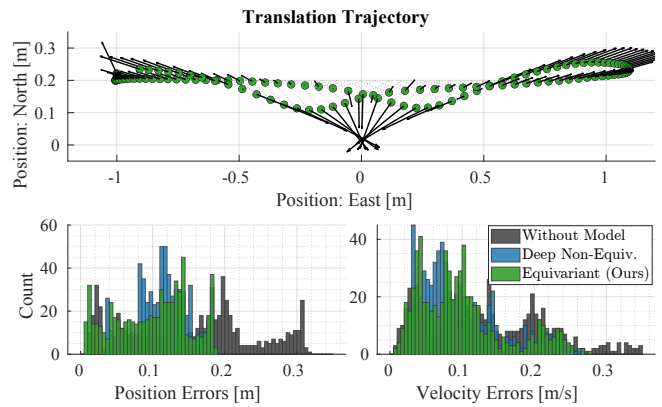 Translation Trajectory
Position: North [m]
0.3
0.2
0.1
0
-1
-0.5
0
0.5
1
Position: East [m]
Count
60
40
20
0
0
0.1
0.2
0.3
Position Errors [m]
40
20
0
0
0.1
0.2
0.3
Velocity Errors [m/s]
Without Model
Deep Non-Equiv.
Equivariant (Ours)